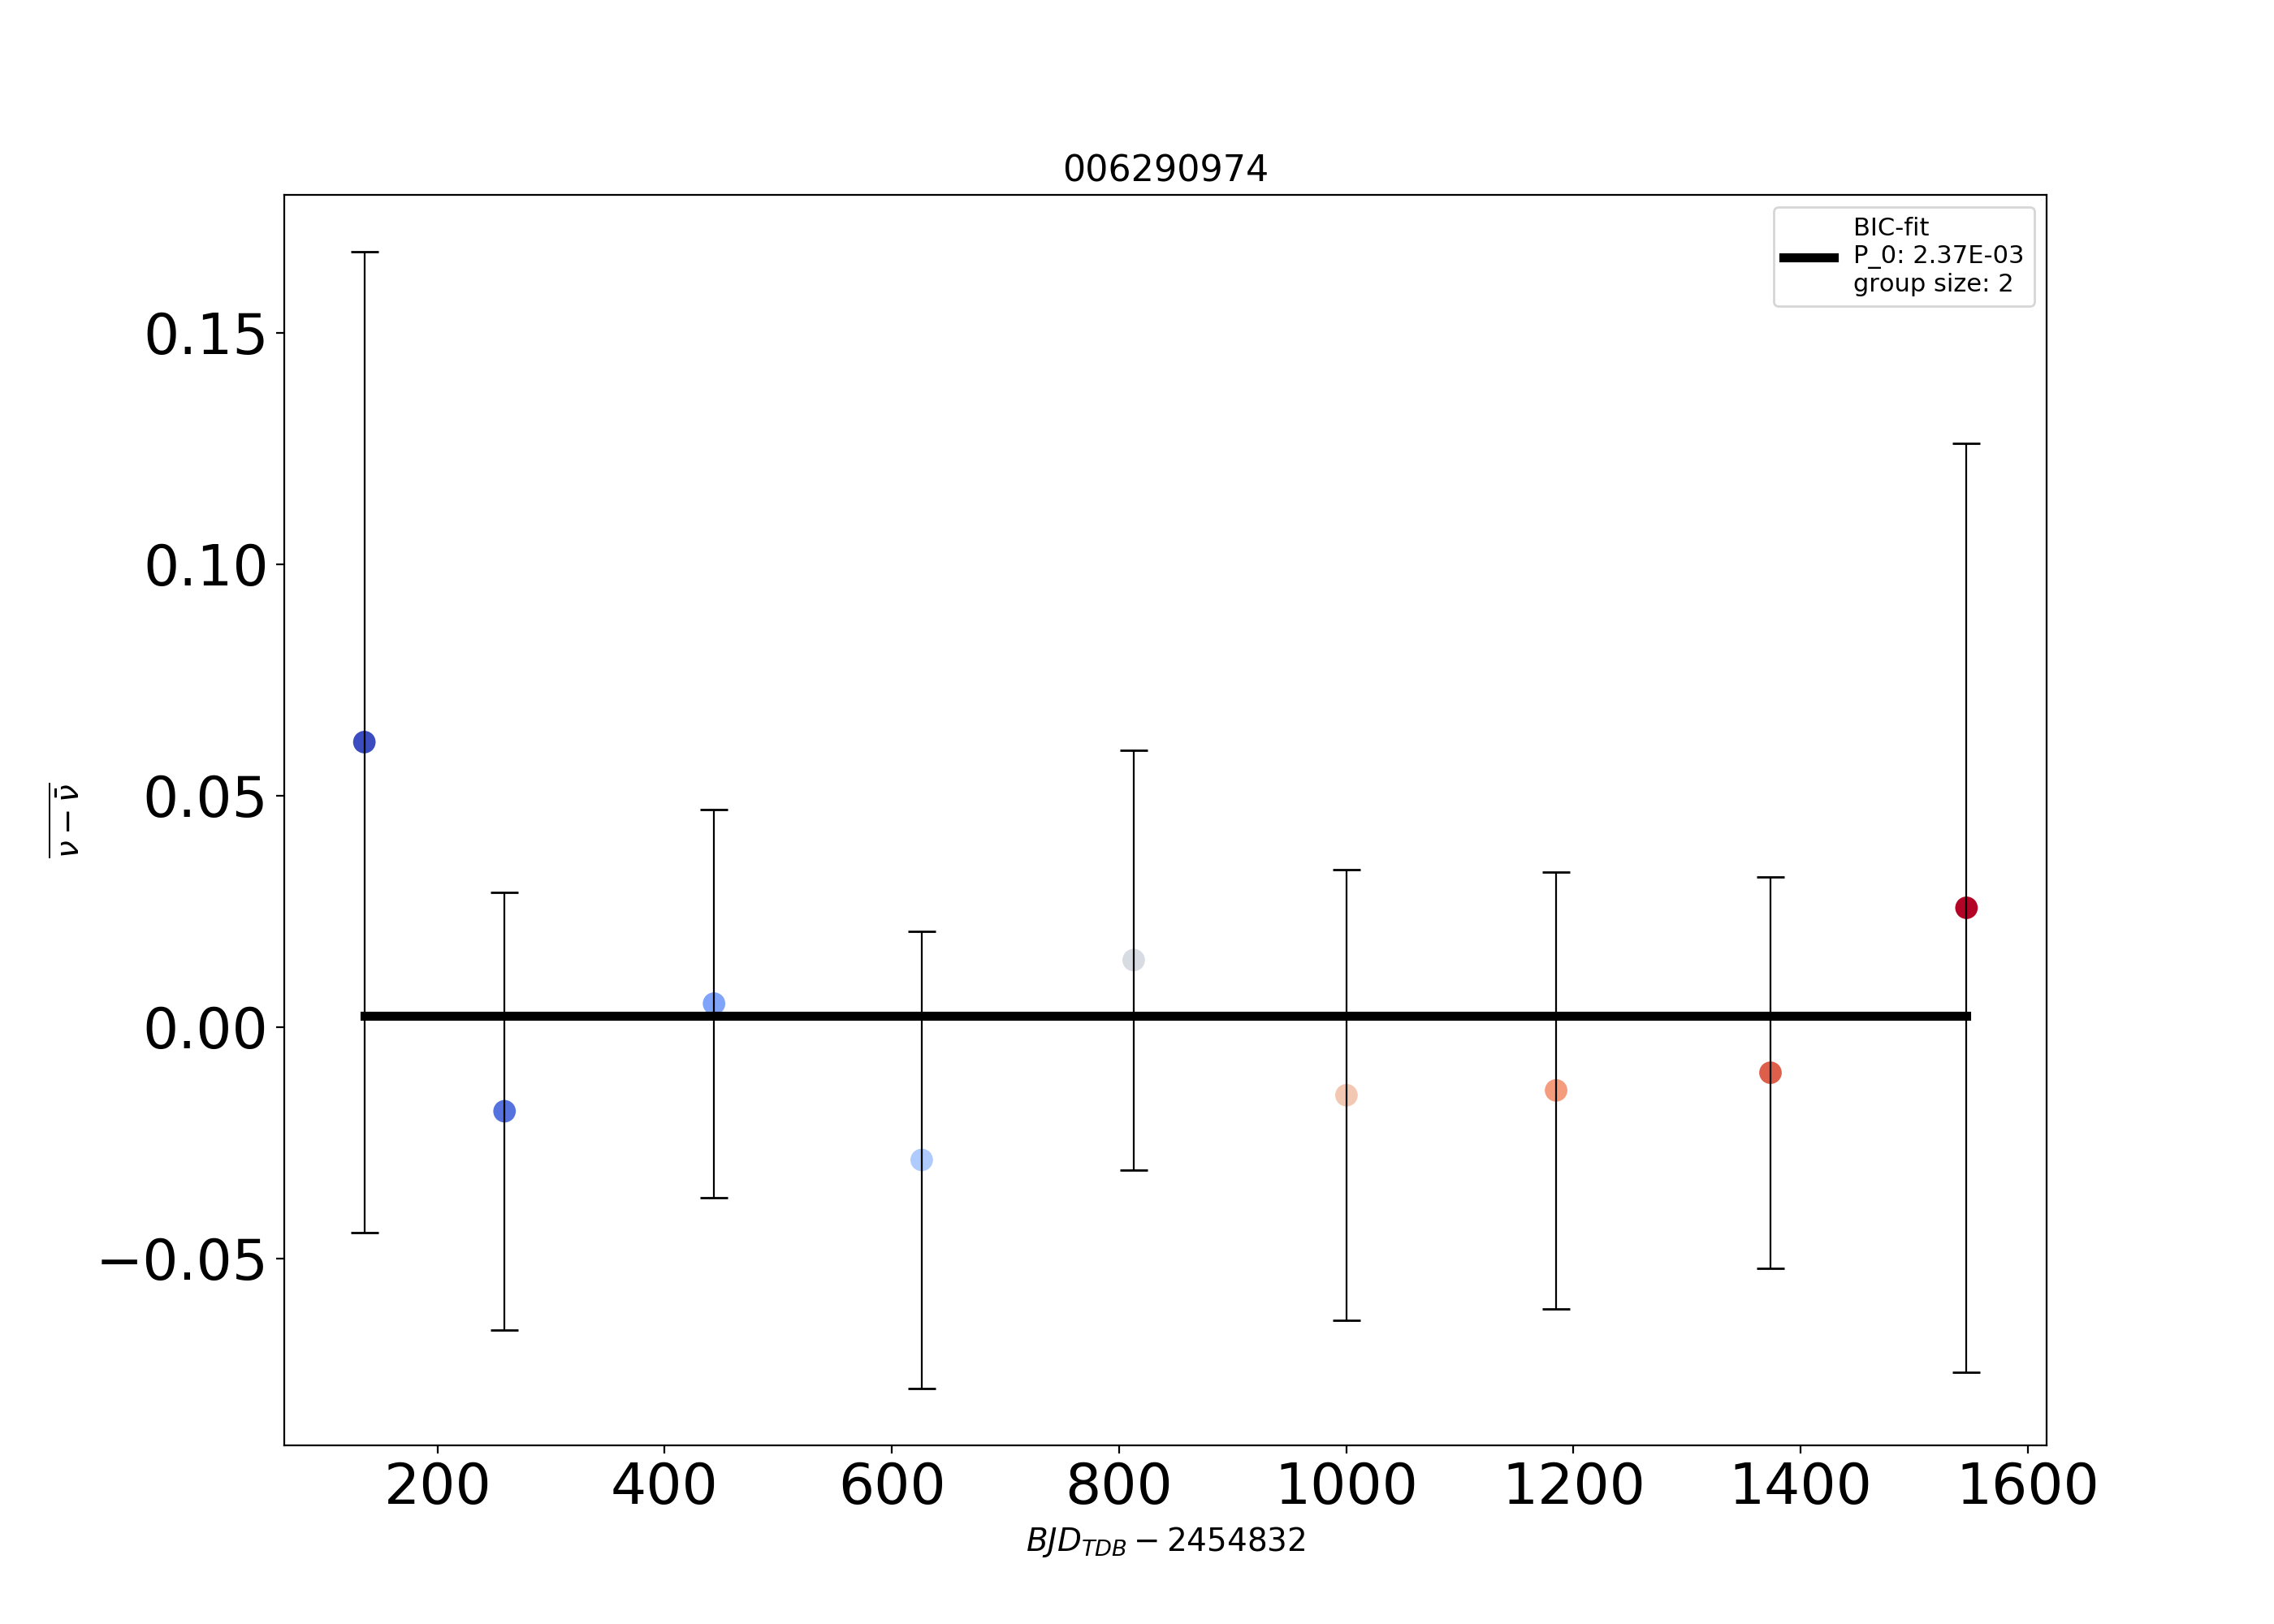 006290974
BIC-fit
P_0: 2.37E-03
group size: 2
0.15
0.10
0.05
0.00
−0.05
ν − ν̄
200 400 600 800 1000 1200 1400 1600
BJD_TDB − 2454832